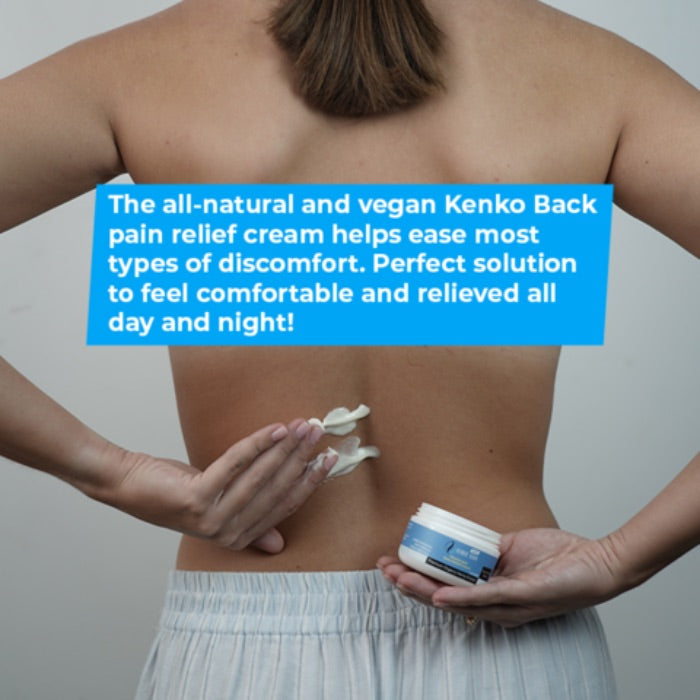 The all-natural and vegan Kenko Back
pain relief cream helps ease most
types of discomfort. Perfect solution
to feel comfortable and relieved all
day and night!